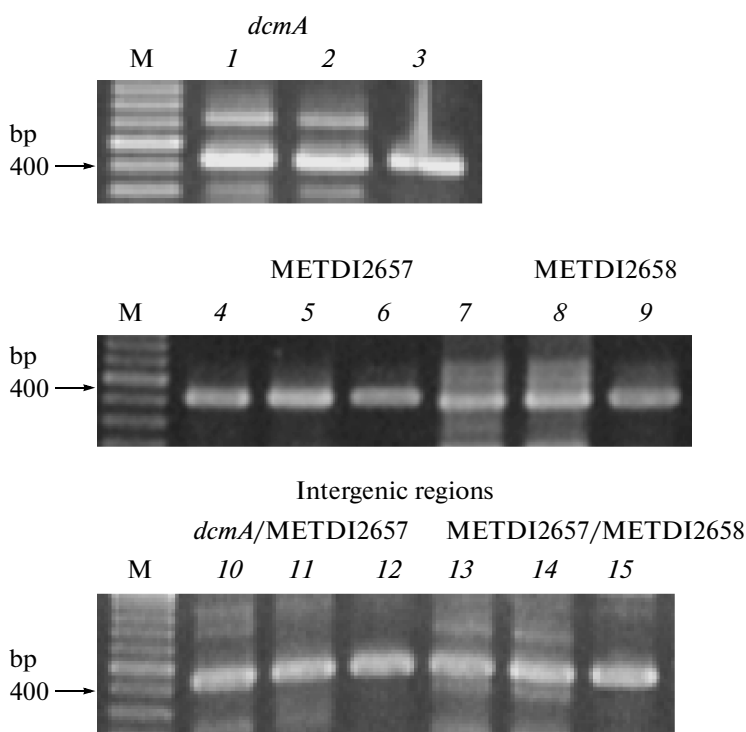 dcmA
M 1 2 3
bp
400
METDI2657 METDI2658
M 4 5 6 7 8 9
bp
400
Intergenic regions
dcmA/METDI2657 METDI2657/METDI2658
M 10 11 12 13 14 15
bp
400